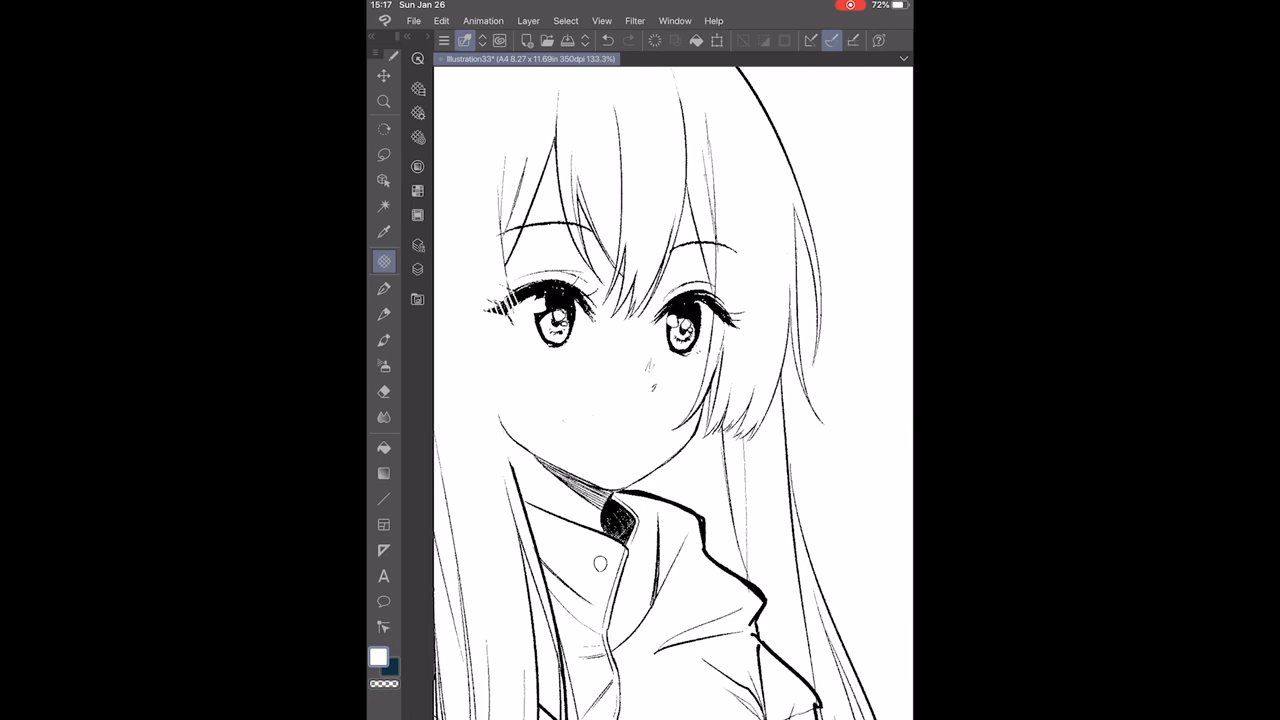 15:17 Sun Jan 26 72%
File Edit Animation Layer Select View Filter Window Help
Illustration33* (A4 8.27 x 11.69in 350dpi 133.3%)
A